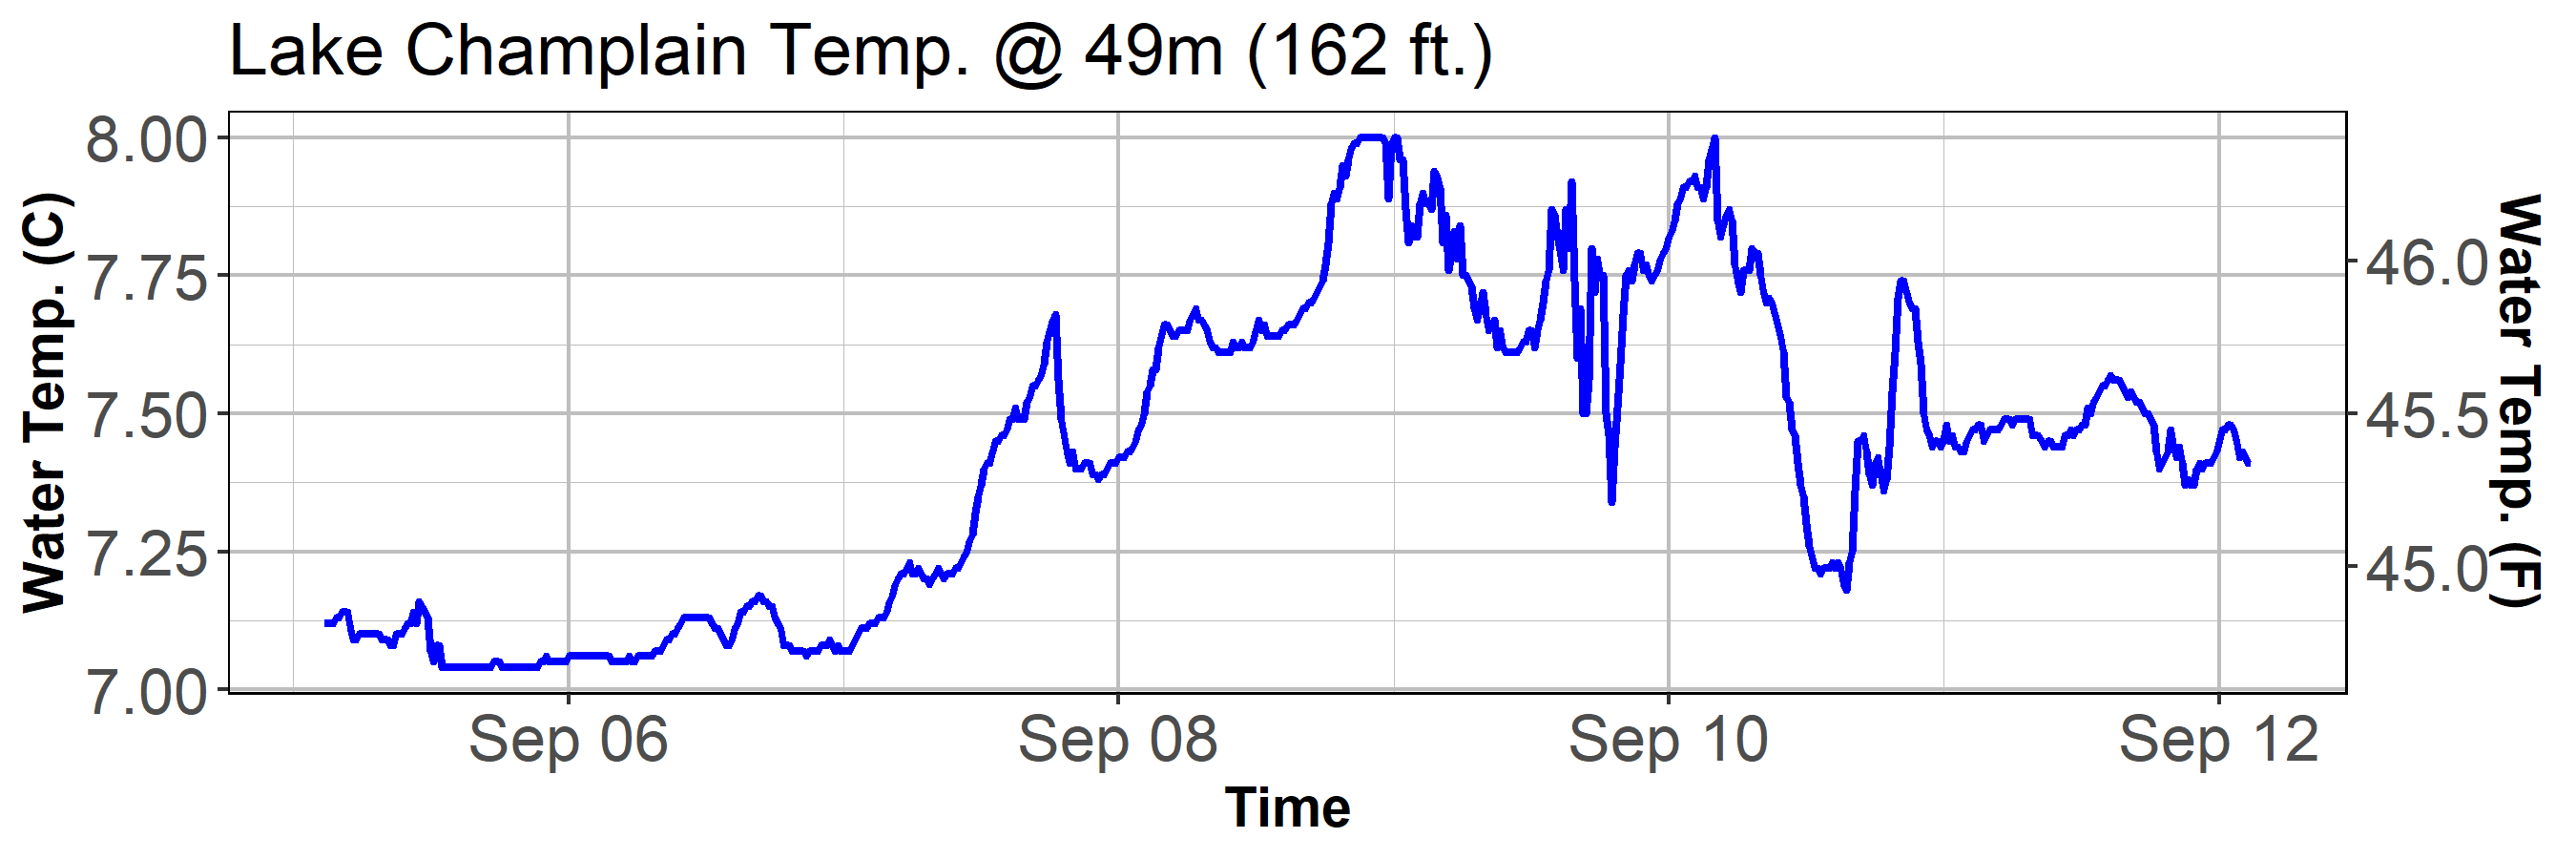 Lake Champlain Temp. @ 49m (162 ft.)
Water Temp. (C)
8.00
7.75
7.50
7.25
7.00
46.0
45.5
45.0
Water Temp. (F)
Sep 06 Sep 08 Sep 10 Sep 12
Time